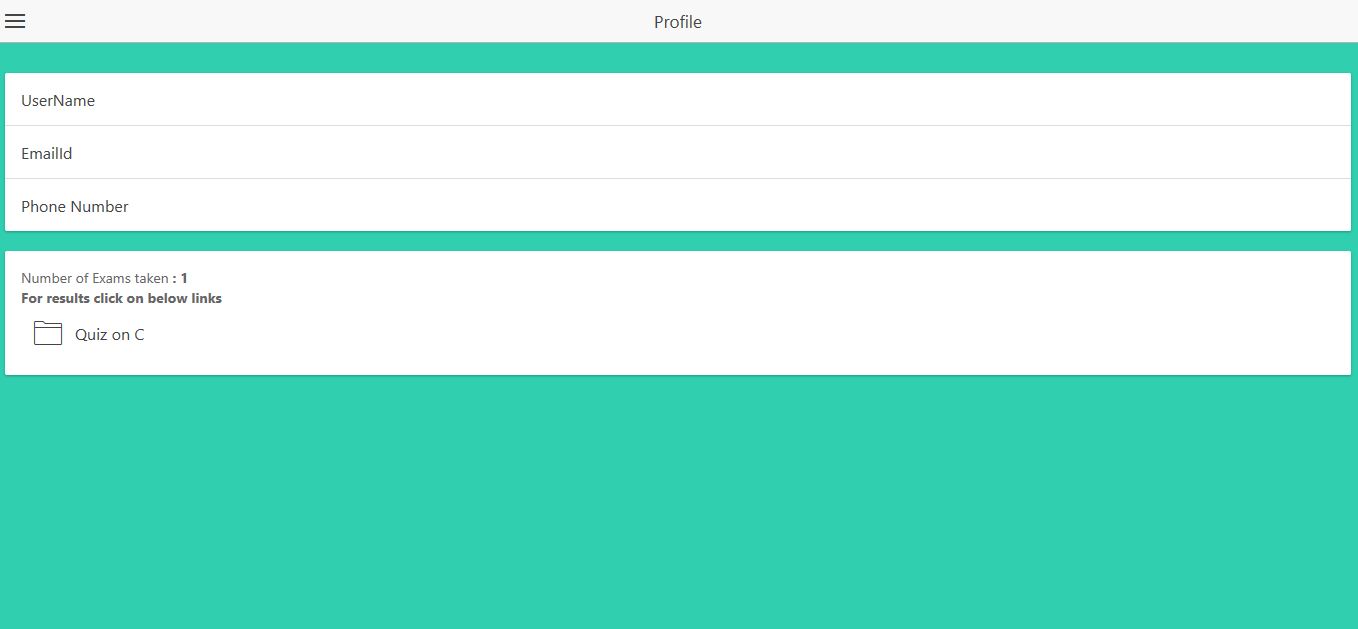 Profile
UserName
EmailId
Phone Number
Number of Exams taken : 1
For results click on below links
Quiz on C